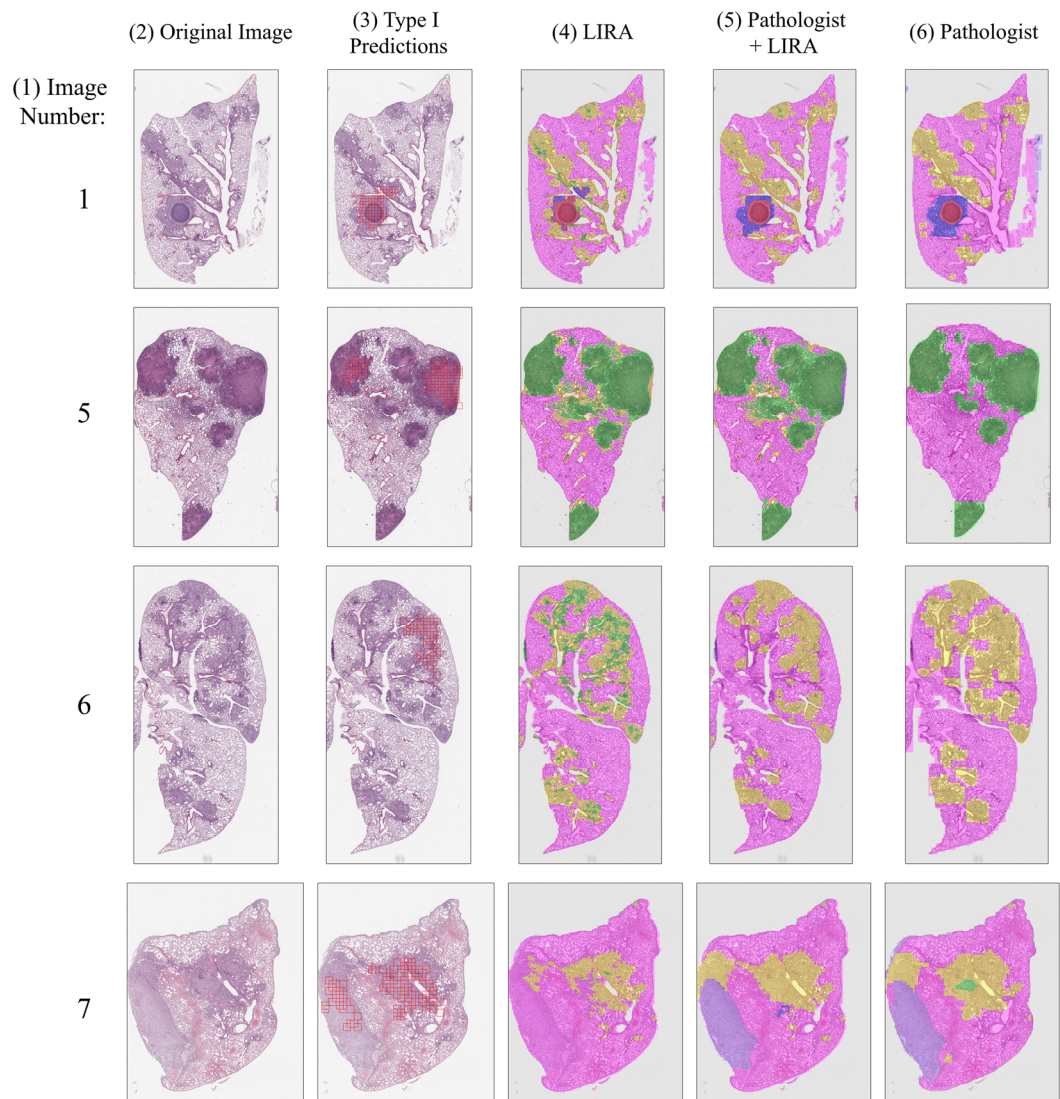 (2) Original Image
(3) Type I
Predictions
(4) LIRA
(5) Pathologist
+ LIRA
(6) Pathologist
(1) Image
Number:
1
5
6
7